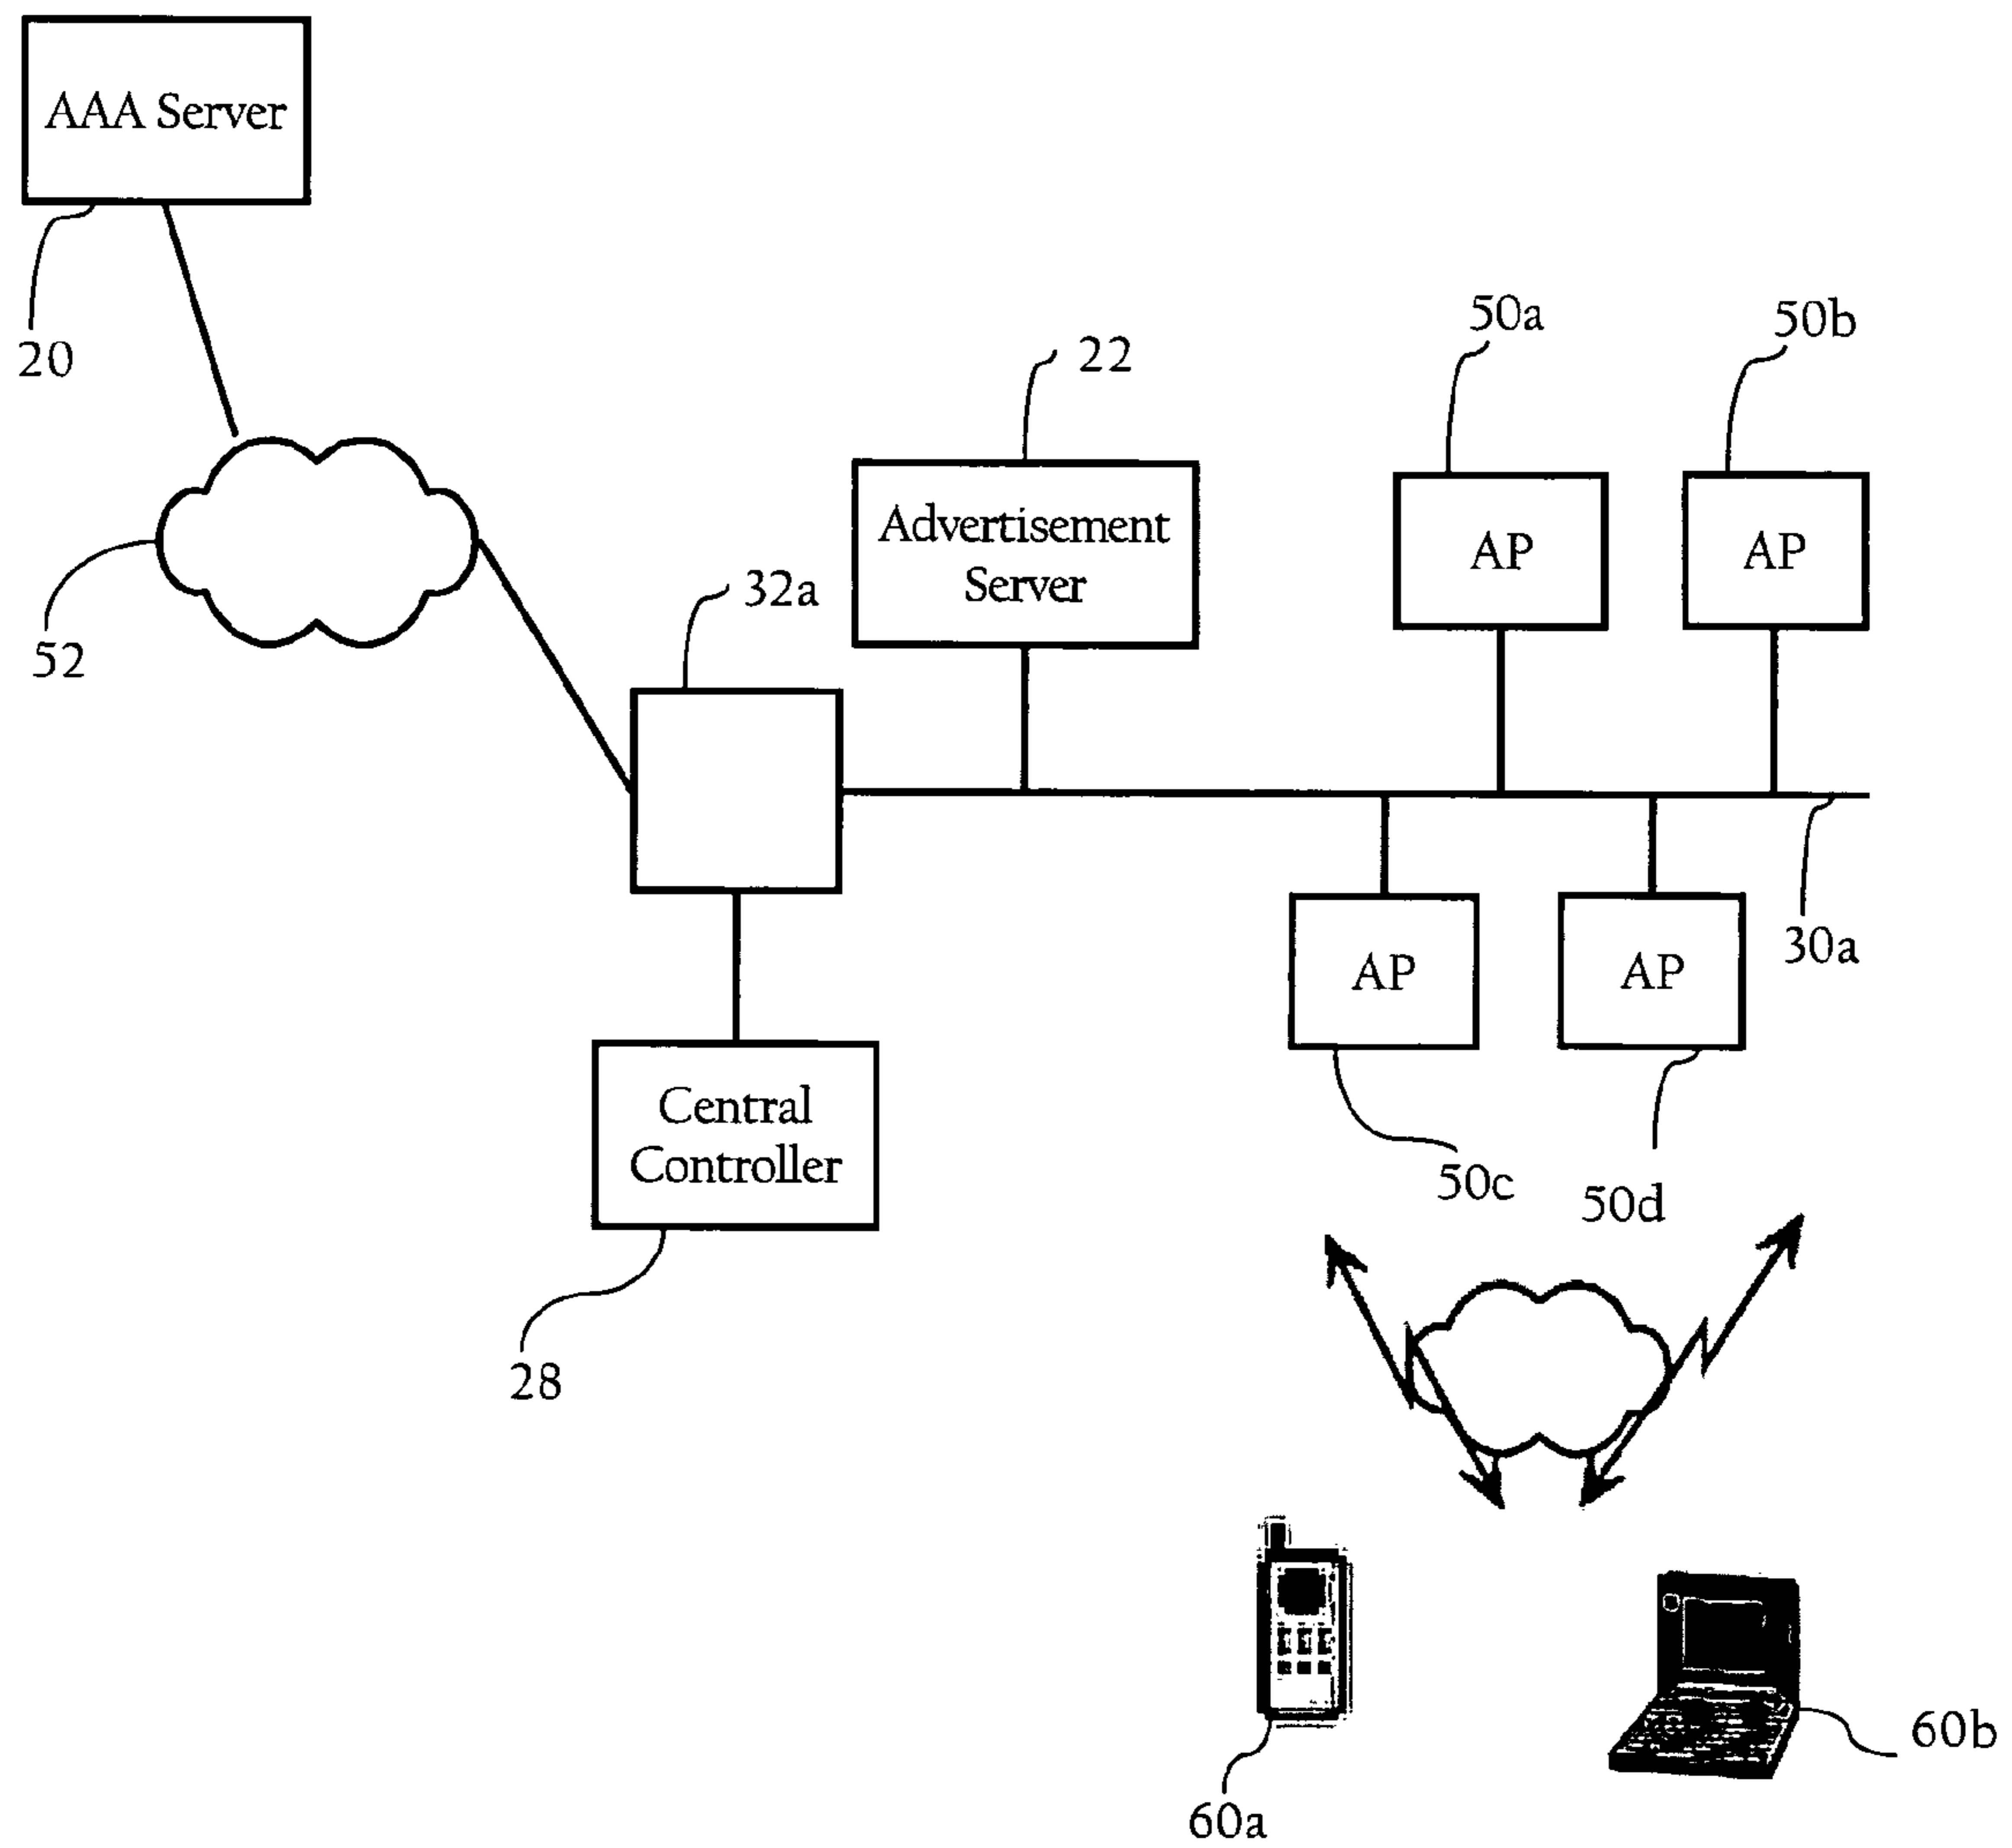 AAA Server
20
50a
50b
22
Advertisement
Server
AP
AP
32a
52
30a
AP
AP
Central
Controller
50c
50d
28
60b
60a